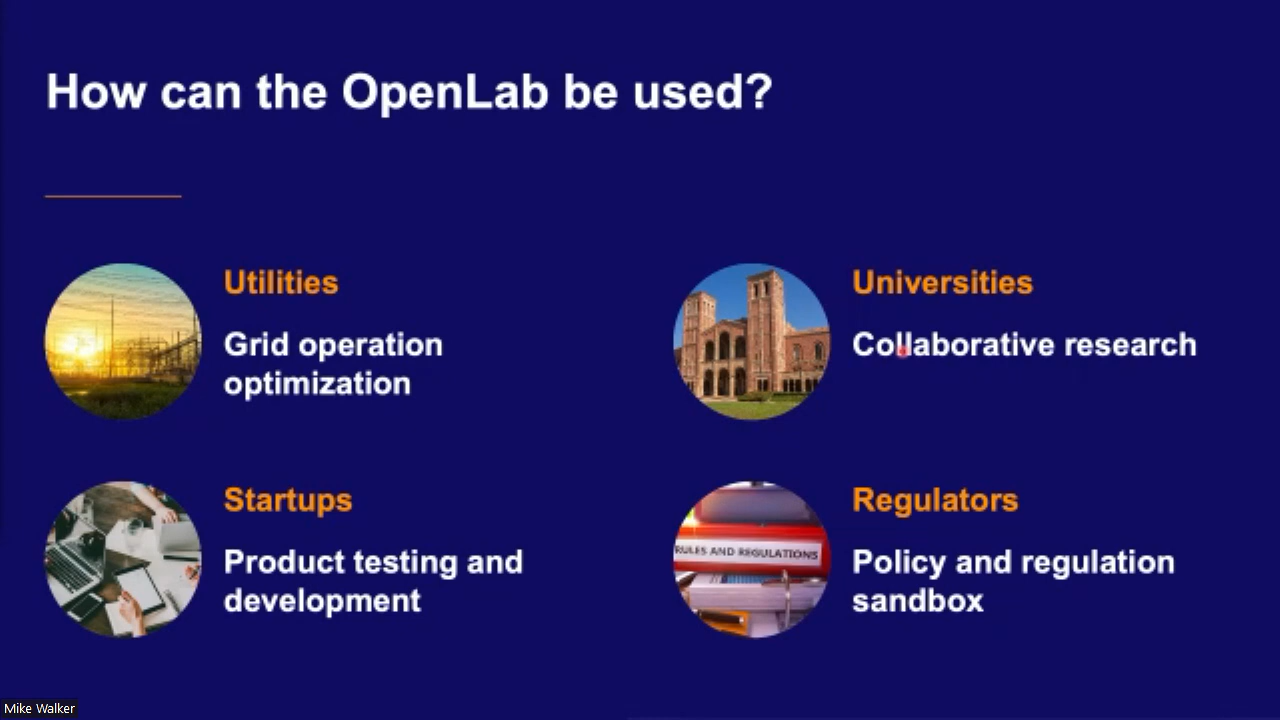 How can the OpenLab be used?
Utilities
Grid operation
optimization
Universities
Collaborative research
Startups
Product testing and
development
Regulators
RULES AND REGULATIONS
Policy and regulation
sandbox
Mike Walker